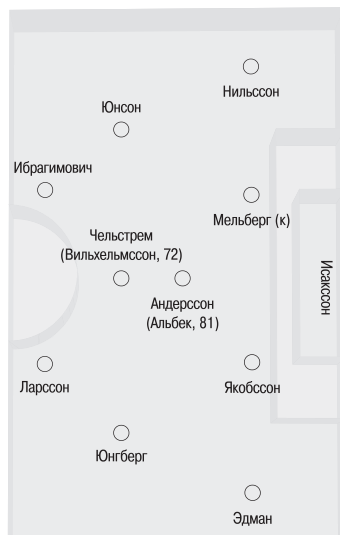 Нильссон
Юнсон
Ибрагимович
Мельберг (к)
Чельстрем
(Вильхельмссон, 72)
Исакссон
Андерссон
(Альбек, 81)
Ларссон
Якобссон
Юнгберг
Эдман